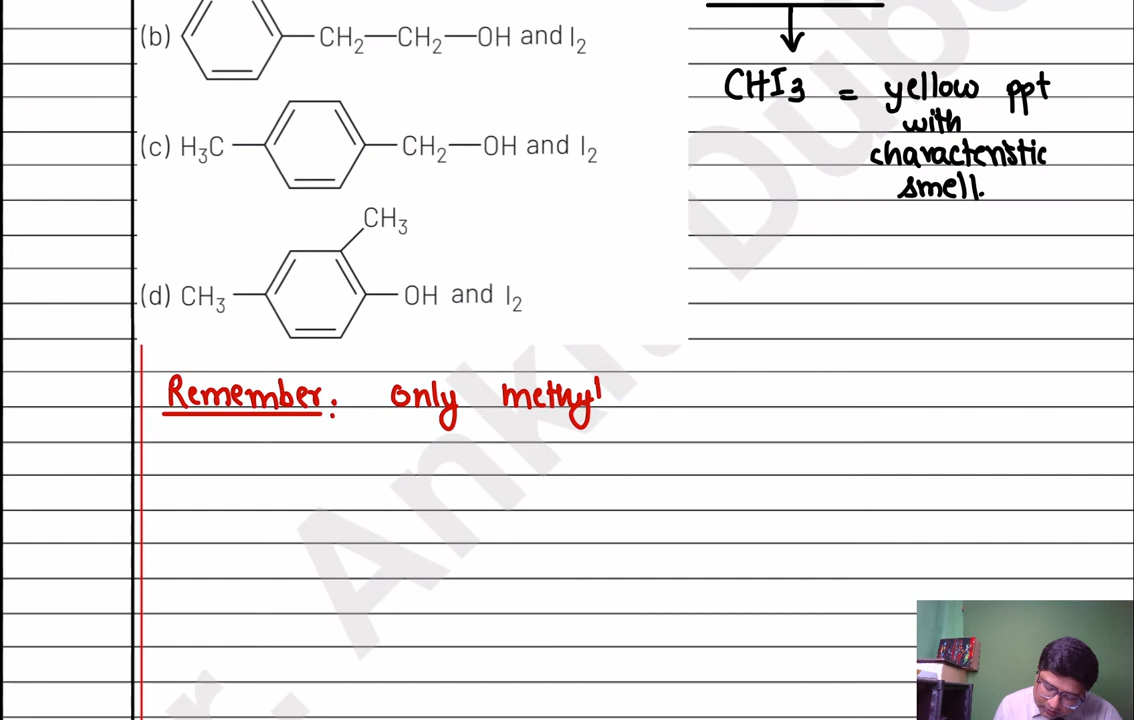 (b) CH₂—CH₂—OH and I₂
(c) H₃C CH₂—OH and I₂
CH₃
(d) CH₃ OH and I₂
CHI3 = yellow ppt
with
characteristic
smell.
Remember: only methyl